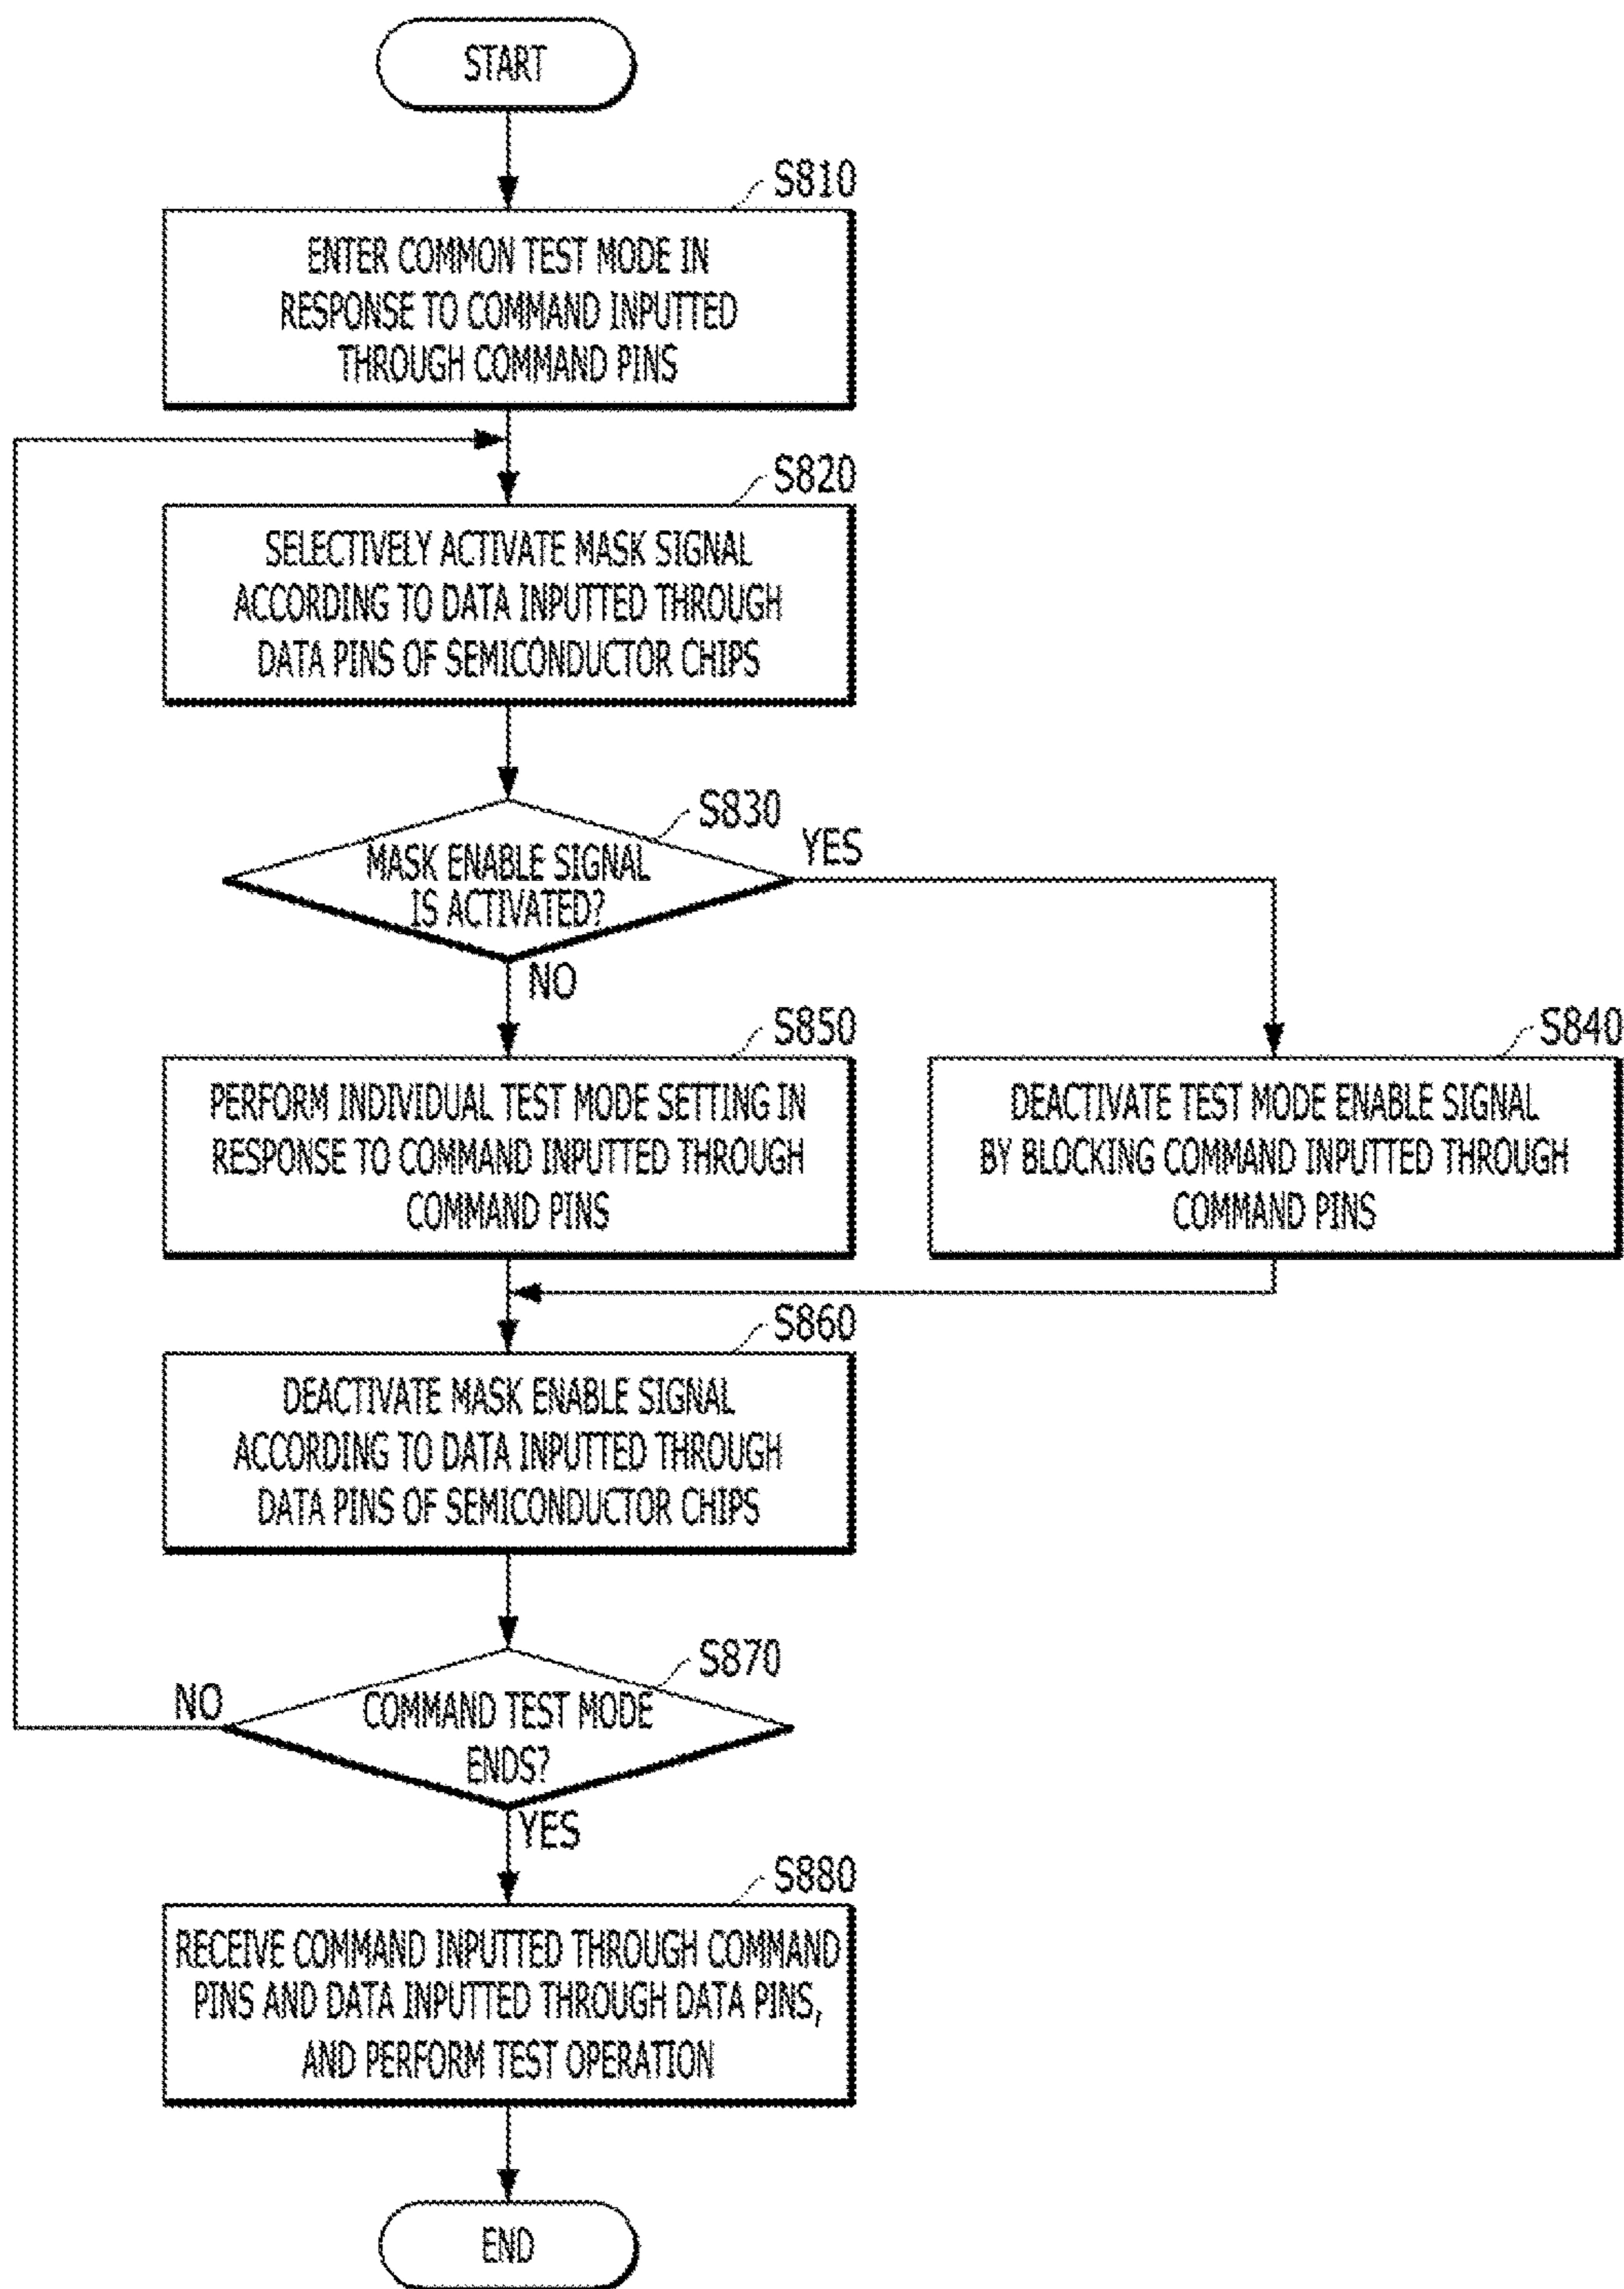 START
S810
ENTER COMMON TEST MODE IN
RESPONSE TO COMMAND INPUTTED
THROUGH COMMAND PINS
S820
SELECTIVELY ACTIVATE MASK SIGNAL
ACCORDING TO DATA INPUTTED THROUGH
DATA PINS OF SEMICONDUCTOR CHIPS
S830
MASK ENABLE SIGNAL
IS ACTIVATED?
YES
NO
S850
PERFORM INDIVIDUAL TEST MODE SETTING IN
RESPONSE TO COMMAND INPUTTED THROUGH
COMMAND PINS
S840
DEACTIVATE TEST MODE ENABLE SIGNAL
BY BLOCKING COMMAND INPUTTED THROUGH
COMMAND PINS
S860
DEACTIVATE MASK ENABLE SIGNAL
ACCORDING TO DATA INPUTTED THROUGH
DATA PINS OF SEMICONDUCTOR CHIPS
S870
NO
COMMAND TEST MODE
ENDS?
YES
S880
RECEIVE COMMAND INPUTTED THROUGH COMMAND
PINS AND DATA INPUTTED THROUGH DATA PINS,
AND PERFORM TEST OPERATION
END